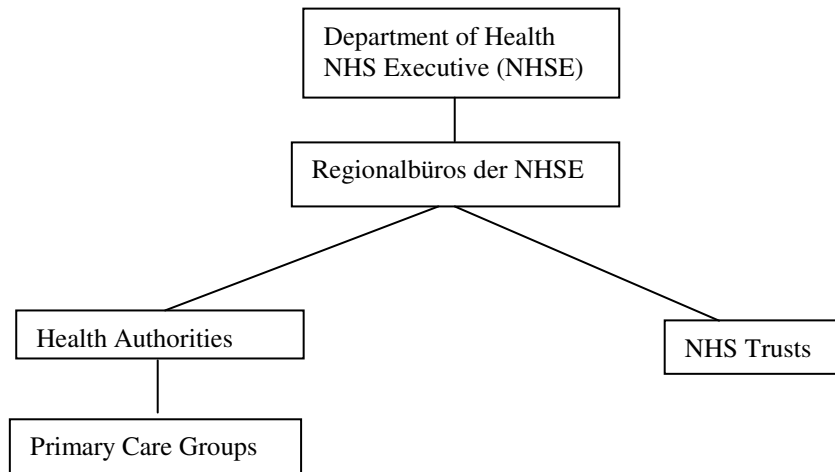 Department of Health
NHS Executive (NHSE)
Regionalbüros der NHSE
Health Authorities
NHS Trusts
Primary Care Groups